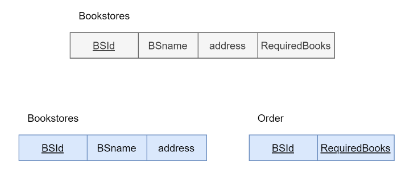 Bookstores
BSId BSname address RequiredBooks
Bookstores Order
BSId BSname address BSId RequiredBooks